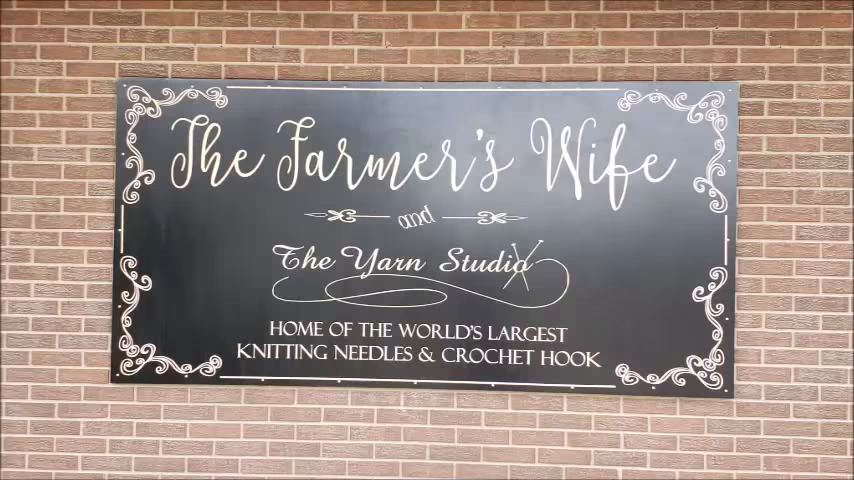 The Farmer's Wife
and
The Yarn Studio
HOME OF THE WORLD'S LARGEST
KNITTING NEEDLES & CROCHET HOOK